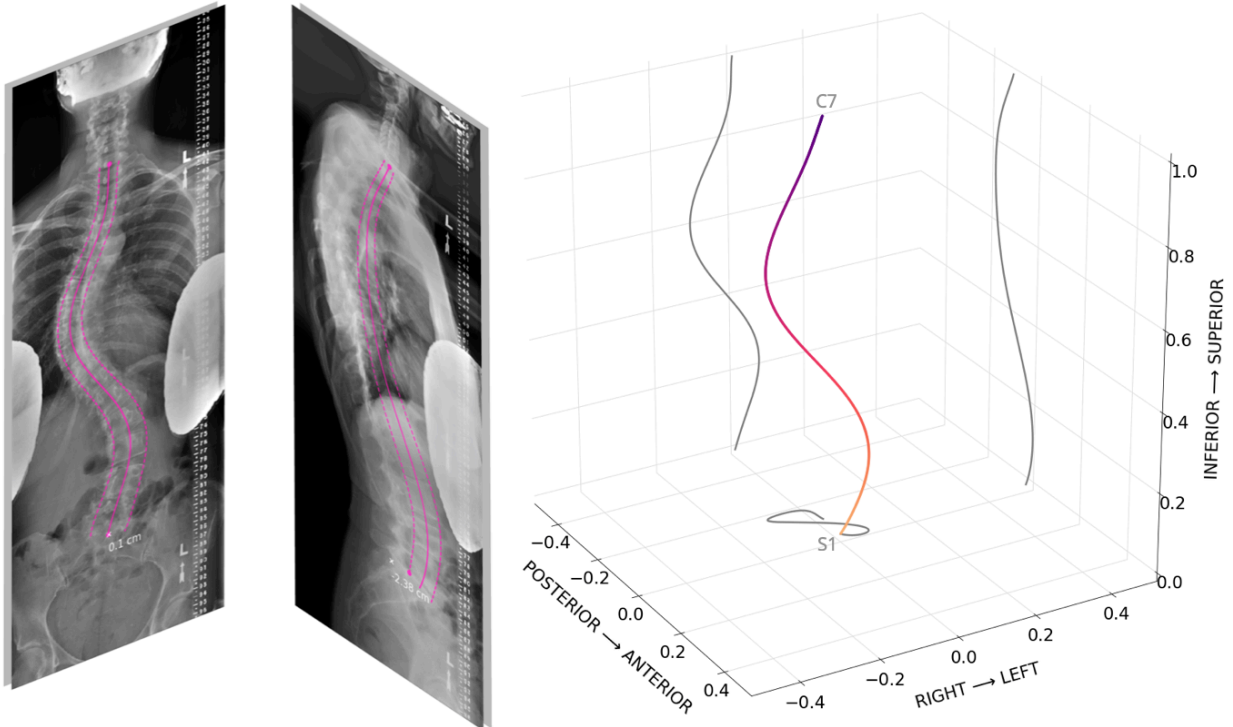 L
0.1 cm
L
L
-2.38 cm
L
C7
S1
1.0
0.8
0.6
0.4
0.2
0.0
INFERIOR ⟶ SUPERIOR
−0.4
−0.2
0.0
0.2
0.4
POSTERIOR ⟶ ANTERIOR
−0.4
−0.2
0.0
0.2
0.4
RIGHT ⟶ LEFT